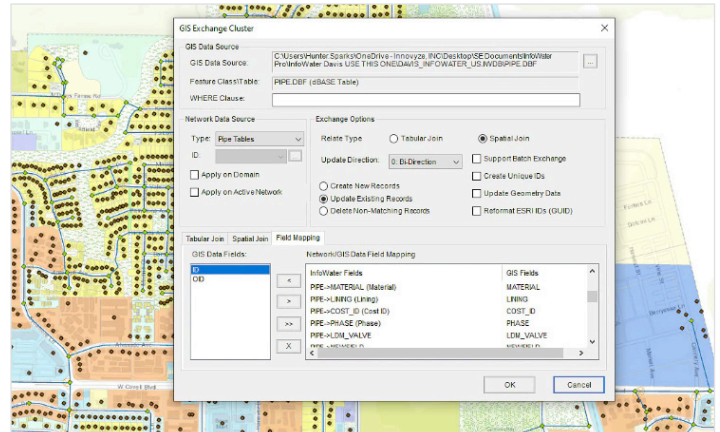 GIS Exchange Cluster
GIS Data Source
GIS Data Source:
C:\Users\Hunter.Sparks\OneDrive - Innovyze, INC\Desktop\SE Documents\InfoWater
Pro\InfoWater Davis USE THIS ONE\DAVIS_INFOWATER_US.IWDB\PIPE.DBF
...
Feature Class\Table: PIPE.DBF (dBASE Table)
WHERE Clause:
Network Data Source
Type: Pipe Tables
ID:
Apply on Domain
Apply on Active Network
Exchange Options
Relate Type Tabular Join Spatial Join
Update Direction: 0: Bi-Direction
Support Batch Exchange
Create Unique IDs
Create New Records
Update Existing Records
Update Geometry Data
Delete Non-Matching Records
Reformat ESRI IDs (GUID)
Tabular Join Spatial Join Field Mapping
GIS Data Fields:
ID
OID
<
>
>>
X
Network/GIS Data Field Mapping
InfoWater Fields GIS Fields
PIPE->MATERIAL (Material) MATERIAL
PIPE->LINING (Lining) LINING
PIPE->COST_ID (Cost ID) COST_ID
PIPE->PHASE (Phase) PHASE
PIPE->LDM_VALVE LDM_VALVE
OK Cancel
W Covell Blvd